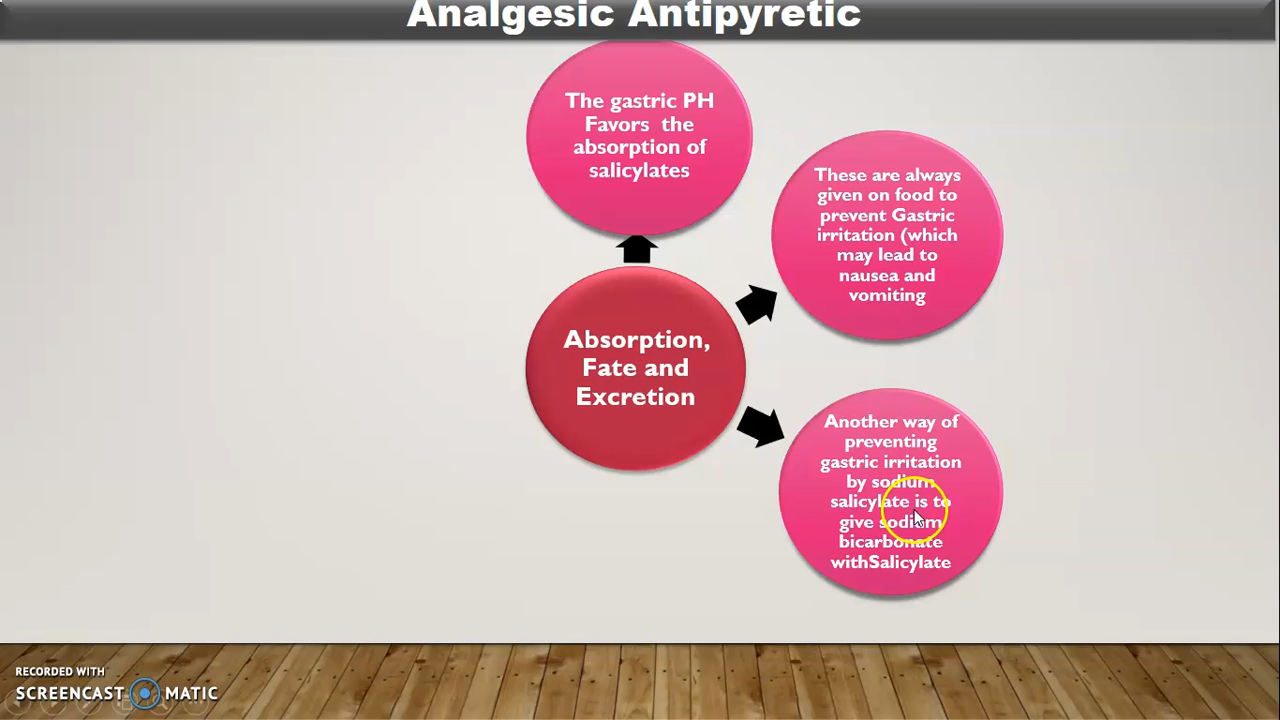 Analgesic Antipyretic
The gastric PH
Favors the
absorption of
salicylates
These are always
given on food to
prevent Gastric
irritation (which
may lead to
nausea and
vomiting
Absorption,
Fate and
Excretion
Another way of
preventing
gastric irritation
by sodium
salicylate is to
give sodium
bicarbonate
withSalicylate
RECORDED WITH
SCREENCAST MATIC